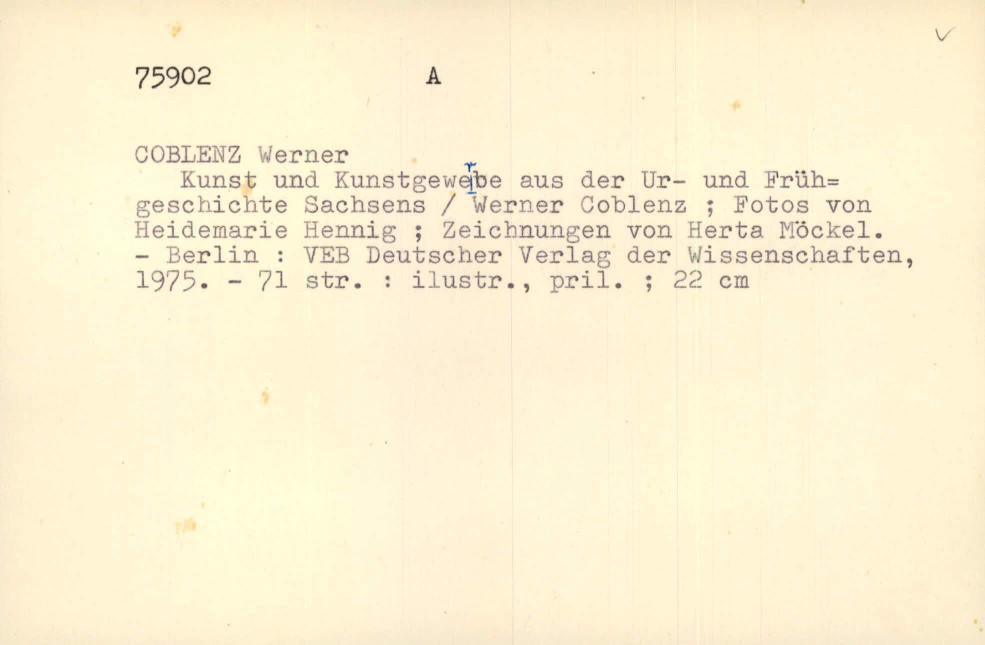 75902 A
COBLENZ Werner
Kunst und Kunstgewerbe aus der Ur- und Früh=
geschichte Sachsens / Werner Coblenz ; Fotos von
Heidemarie Hennig ; Zeichnungen von Herta Möckel.
- Berlin : VEB Deutscher Verlag der Wissenschaften,
1975. - 71 str. : ilustr., pril. ; 22 cm